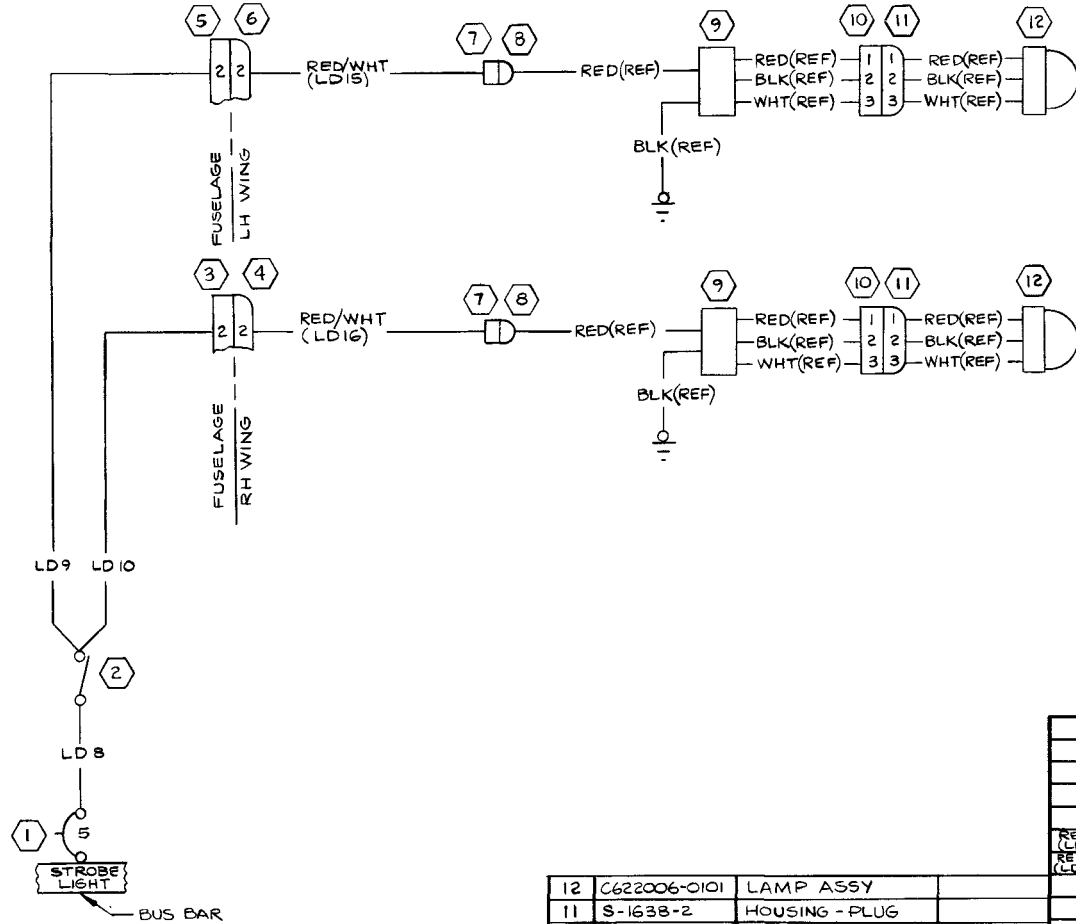 5 6 7 8 9 10 11 12
2 2 RED/WHT RED(REF) RED(REF) 1 1 RED(REF)
(LD15) BLK(REF) 2 2 BLK(REF)
WHT(REF) 3 3 WHT(REF)
BLK(REF)
FUSELAGE
LH WING
3 4 7 8 9 10 11 12
2 2 RED/WHT RED(REF) RED(REF) 1 1 RED(REF)
(LD16) BLK(REF) 2 2 BLK(REF)
WHT(REF) 3 3 WHT(REF)
BLK(REF)
FUSELAGE
RH WING
LD9 LD10
2
LD8
1 5
STROBE
LIGHT
BUS BAR
12 C622006-0101 LAMP ASSY
11 S-1638-2 HOUSING - PLUG